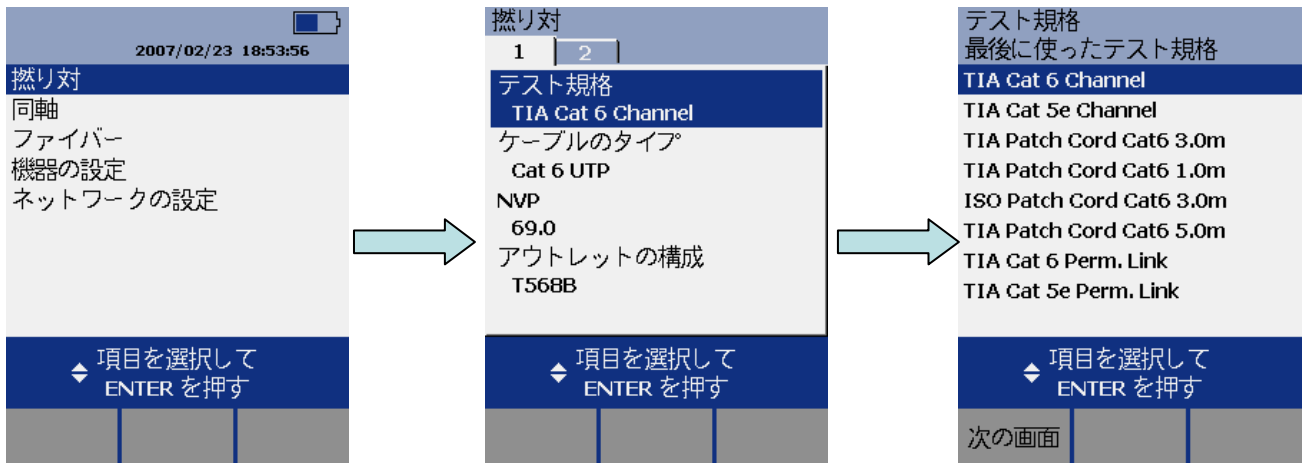 2007/02/23 18:53:56
撚り対
同軸
ファイバー
機器の設定
ネットワークの設定
項目を選択して
ENTER を押す
撚り対
1 2
テスト規格
TIA Cat 6 Channel
ケーブルのタイプ
Cat 6 UTP
NVP
69.0
アウトレットの構成
T568B
項目を選択して
ENTER を押す
テスト規格
最後に使ったテスト規格
TIA Cat 6 Channel
TIA Cat 5e Channel
TIA Patch Cord Cat6 3.0m
TIA Patch Cord Cat6 1.0m
ISO Patch Cord Cat6 3.0m
TIA Patch Cord Cat6 5.0m
TIA Cat 6 Perm. Link
TIA Cat 5e Perm. Link
項目を選択して
ENTER を押す
次の画面